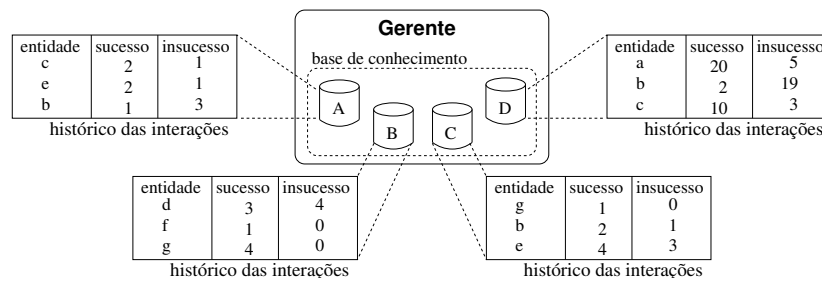 Gerente
base de conhecimento
A
B
C
D
entidade sucesso insucesso
c 2 1
e 2 1
b 1 3
histórico das interações
entidade sucesso insucesso
a 20 5
b 2 19
c 10 3
histórico das interações
entidade sucesso insucesso
d 3 4
f 1 0
g 4 0
histórico das interações
entidade sucesso insucesso
g 1 0
b 2 1
e 4 3
histórico das interações